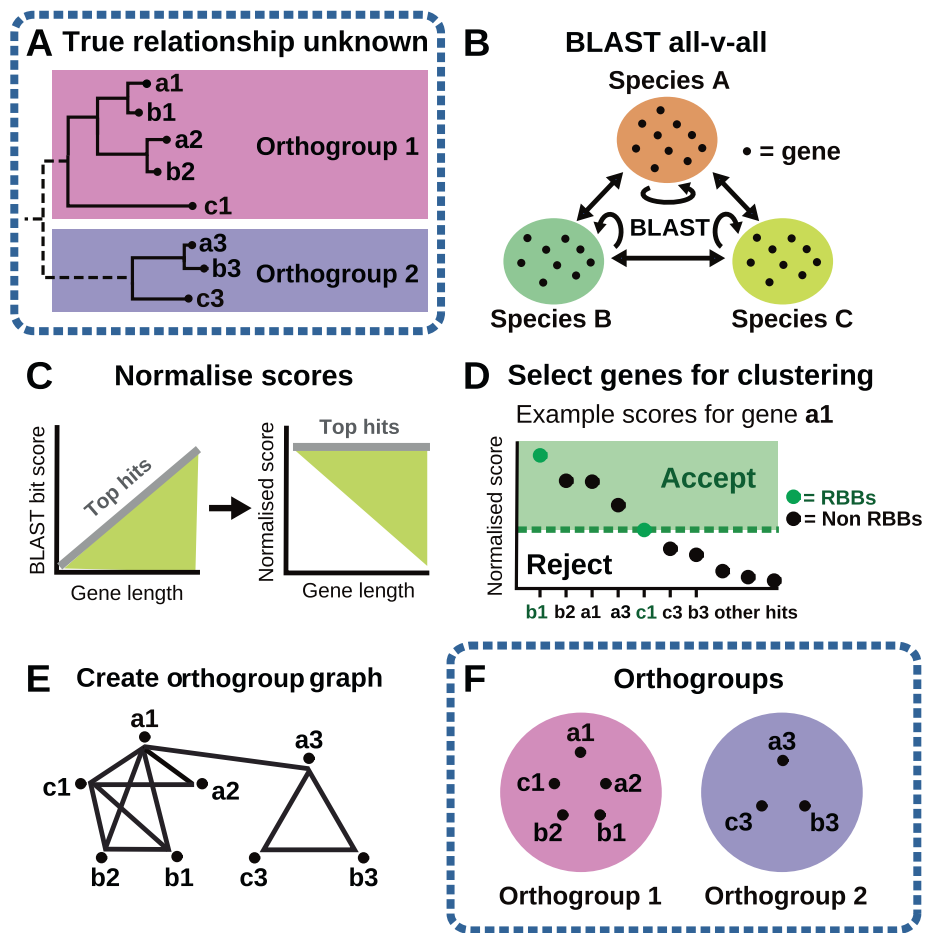 A True relationship unknown
a1
b1
a2
b2
c1
Orthogroup 1
a3
b3
c3
Orthogroup 2
B BLAST all-v-all
Species A
• = gene
BLAST
Species B
Species C
C Normalise scores
BLAST bit score
Top hits
Gene length
Normalised score
Top hits
Gene length
D Select genes for clustering
Example scores for gene a1
Normalised score
Accept
Reject
= RBBs
= Non RBBs
b1 b2 a1 a3 c1 c3 b3 other hits
E Create orthogroup graph
a1
a3
c1
a2
b2
b1
c3
b3
F Orthogroups
a1
c1
a2
b2
b1
Orthogroup 1
a3
c3
b3
Orthogroup 2